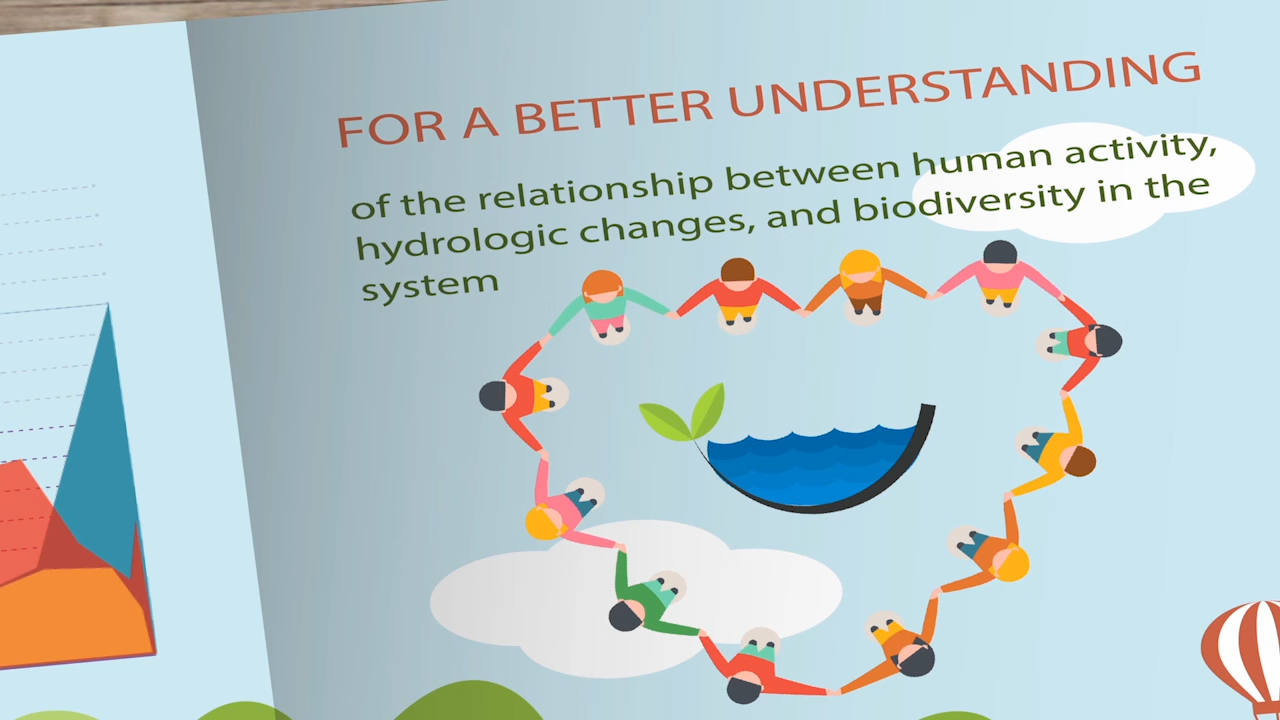 FOR A BETTER UNDERSTANDING
of the relationship between human activity,
hydrologic changes, and biodiversity in the
system